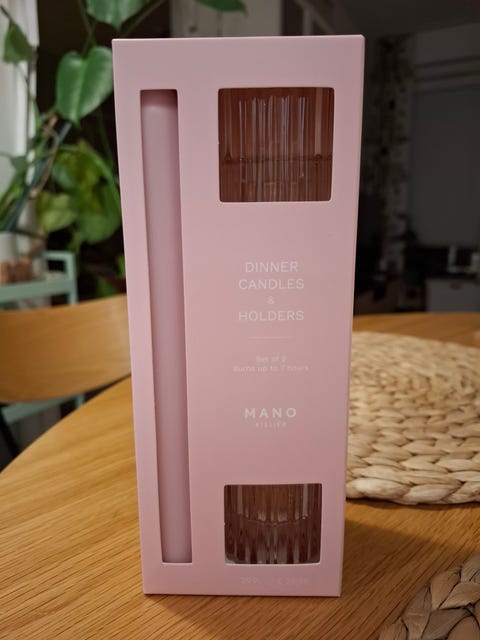 DINNER
CANDLES
&
HOLDERS
Set of 2
Burns up to 7 hours
MANO
ATELIER